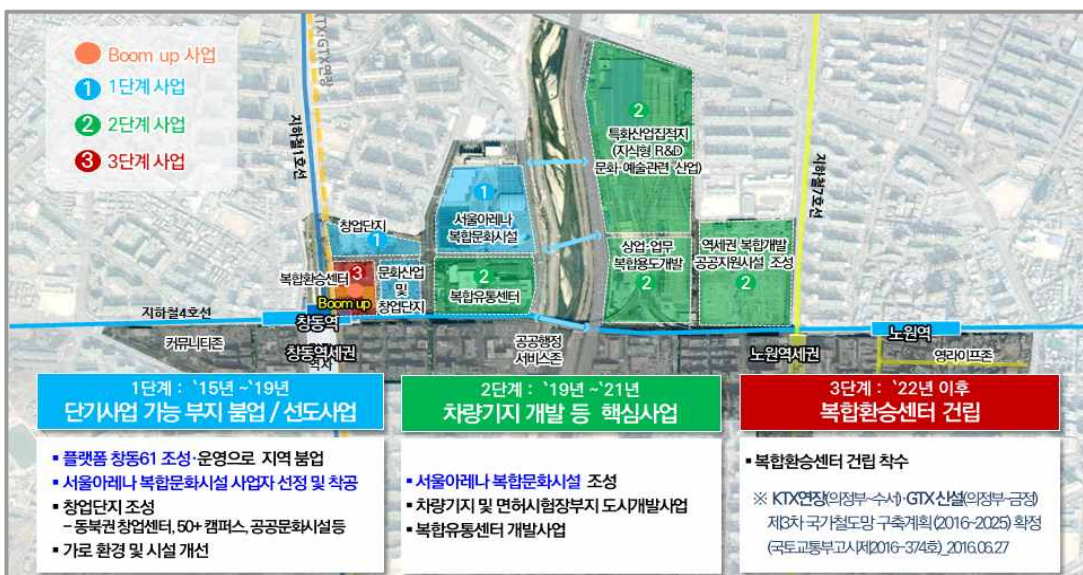 Boom up 사업
1 1단계 사업
2 2단계 사업
3 3단계 사업
KTX·GTX연장
지하철1호선
창업단지
1
3
복합환승센터
Boom up
문화산업
및
창업단지
1
서울아레나
복합문화시설
2
복합유통센터
2
특화산업집적지
(지식형 R&D
문화·예술관련 산업)
상업·업무
복합용도개발
2
역세권 복합개발
공공지원시설 조성
2
지하철7호선
지하철4호선
창동역
노원역
커뮤니티존
창동역세권
공공행정
서비스존
노원역세권
영라이프존
1단계 : `15년 ~`19년
단기사업 가능 부지 붐업 / 선도사업
▪ 플랫폼 창동61 조성·운영으로 지역 붐업
▪ 서울아레나 복합문화시설 사업자 선정 및 착공
▪ 창업단지 조성
– 동북권 창업센터, 50+ 캠퍼스, 공공문화시설 등
▪ 가로 환경 및 시설 개선
2단계 : `19년 ~`21년
차량기지 개발 등 핵심사업
▪ 서울아레나 복합문화시설 조성
▪ 차량기지 및 면허시험장부지 도시개발사업
▪ 복합유통센터 개발사업
3단계 : `22년 이후
복합환승센터 건립
▪ 복합환승센터 건립 착수
※ KTX연장(의정부~수서)·GTX 신설(의정부-금정)
제3차 국가철도망 구축계획(2016~2025) 확정
(국토교통부고시제2016-374호)_2016.06.27